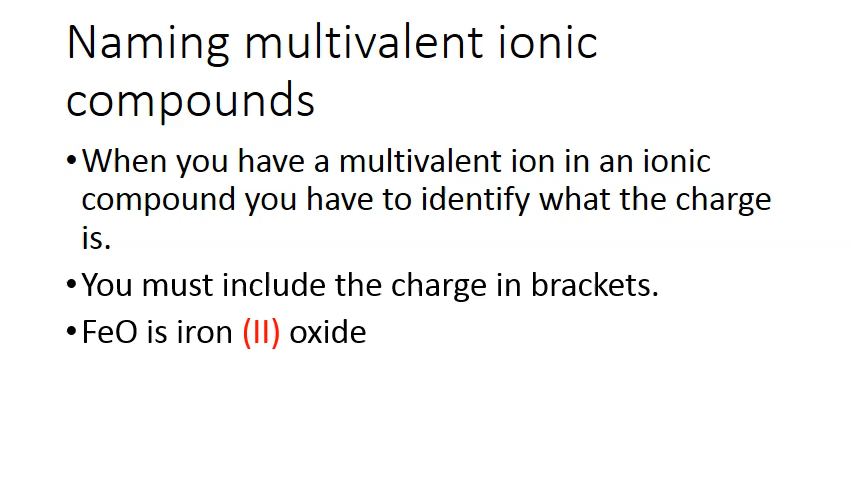 Naming multivalent ionic
compounds
•When you have a multivalent ion in an ionic
compound you have to identify what the charge
is.
•You must include the charge in brackets.
•FeO is iron (II) oxide